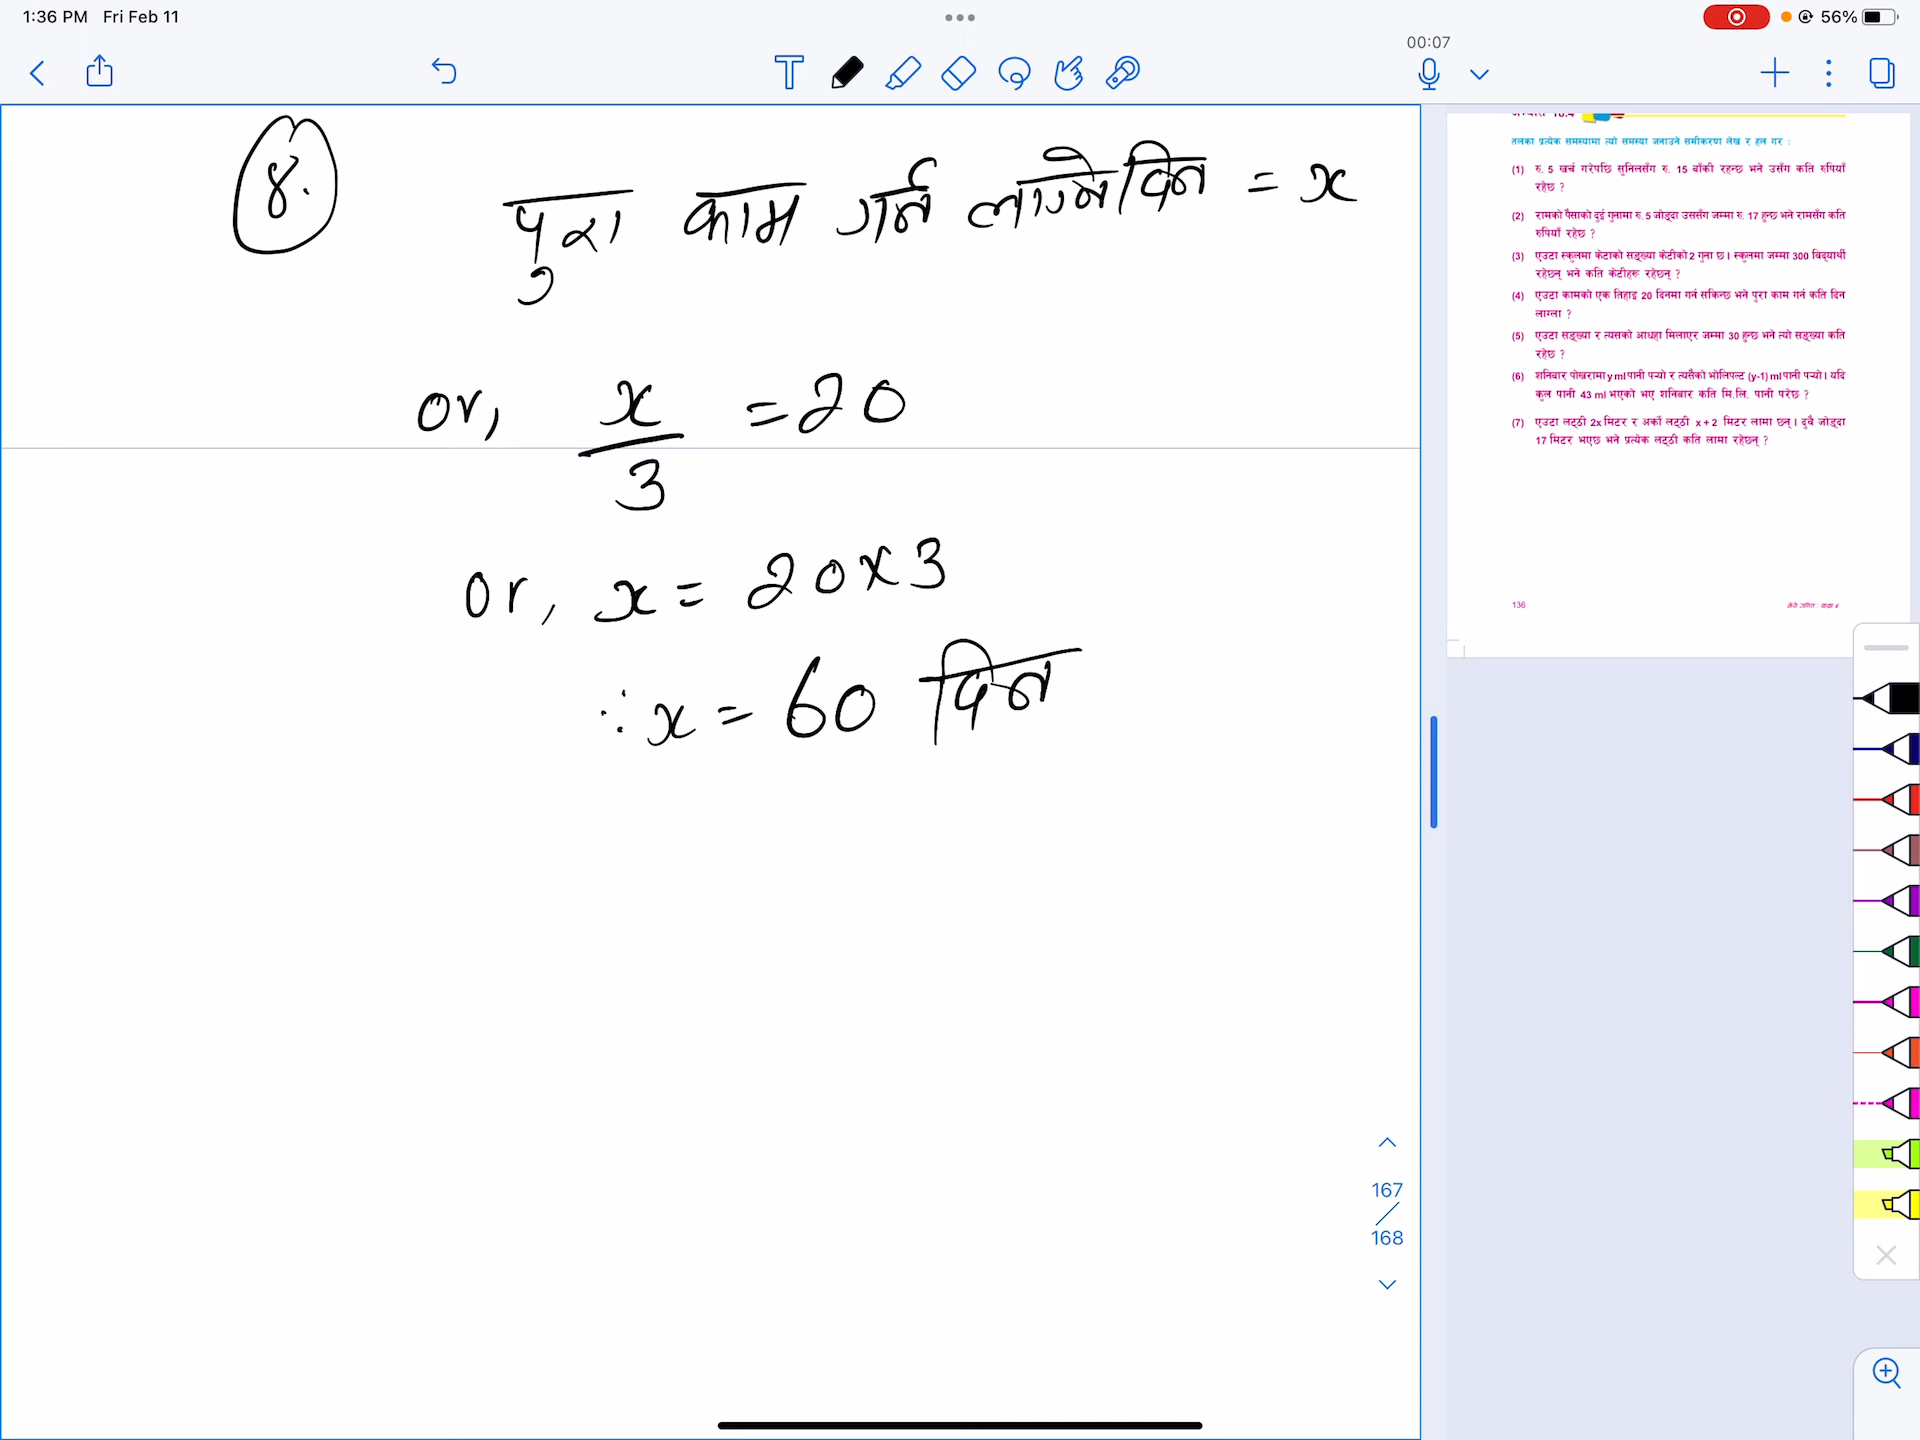 1:36 PM Fri Feb 11
56%
00:07
४.
पुरा काम गर्न लाग्ने दिन = x
or, x/3 = 20
or, x = 20 × 3
∴ x = 60 दिन
167
168
तलका प्रत्येक समस्यामा त्यो समस्या जनाउने समीकरण लेख र हल गर :
(1) रु. 5 खर्च गरेपछि सुनिलसँग रु. 15 बाँकी रहन्छ भने उसँग कति रुपियाँ
रहेछ ?
(2) रामको पैसाको दुई गुनामा रु. 5 जोड्दा उससँग जम्मा रु. 17 हुन्छ भने रामसँग कति
रुपियाँ रहेछ ?
(3) एउटा स्कुलमा केटाको सङ्ख्या केटीको 2 गुना छ। स्कुलमा जम्मा 300 विद्यार्थी
रहेछन् भने कति केटीहरू रहेछन् ?
(4) एउटा कामको एक तिहाइ 20 दिनमा गर्न सकिन्छ भने पुरा काम गर्न कति दिन
लाग्ला ?
(5) एउटा सङ्ख्या र त्यसको आधहा मिलाएर जम्मा 30 हुन्छ भने त्यो सङ्ख्या कति
रहेछ ?
(6) शनिबार पोखरामा y ml पानी पऱ्यो र त्यसैको भोलिपल्ट (y-1) ml पानी पऱ्यो। यदि
कुल पानी 43 ml भएको भए शनिबार कति मि.लि. पानी परेछ ?
(7) एउटा लट्ठी 2x मिटर र अर्को लट्ठी x + 2 मिटर लामा छन्। दुवै जोड्दा
17 मिटर भएछ भने प्रत्येक लट्ठी कति लामा रहेछन् ?
136